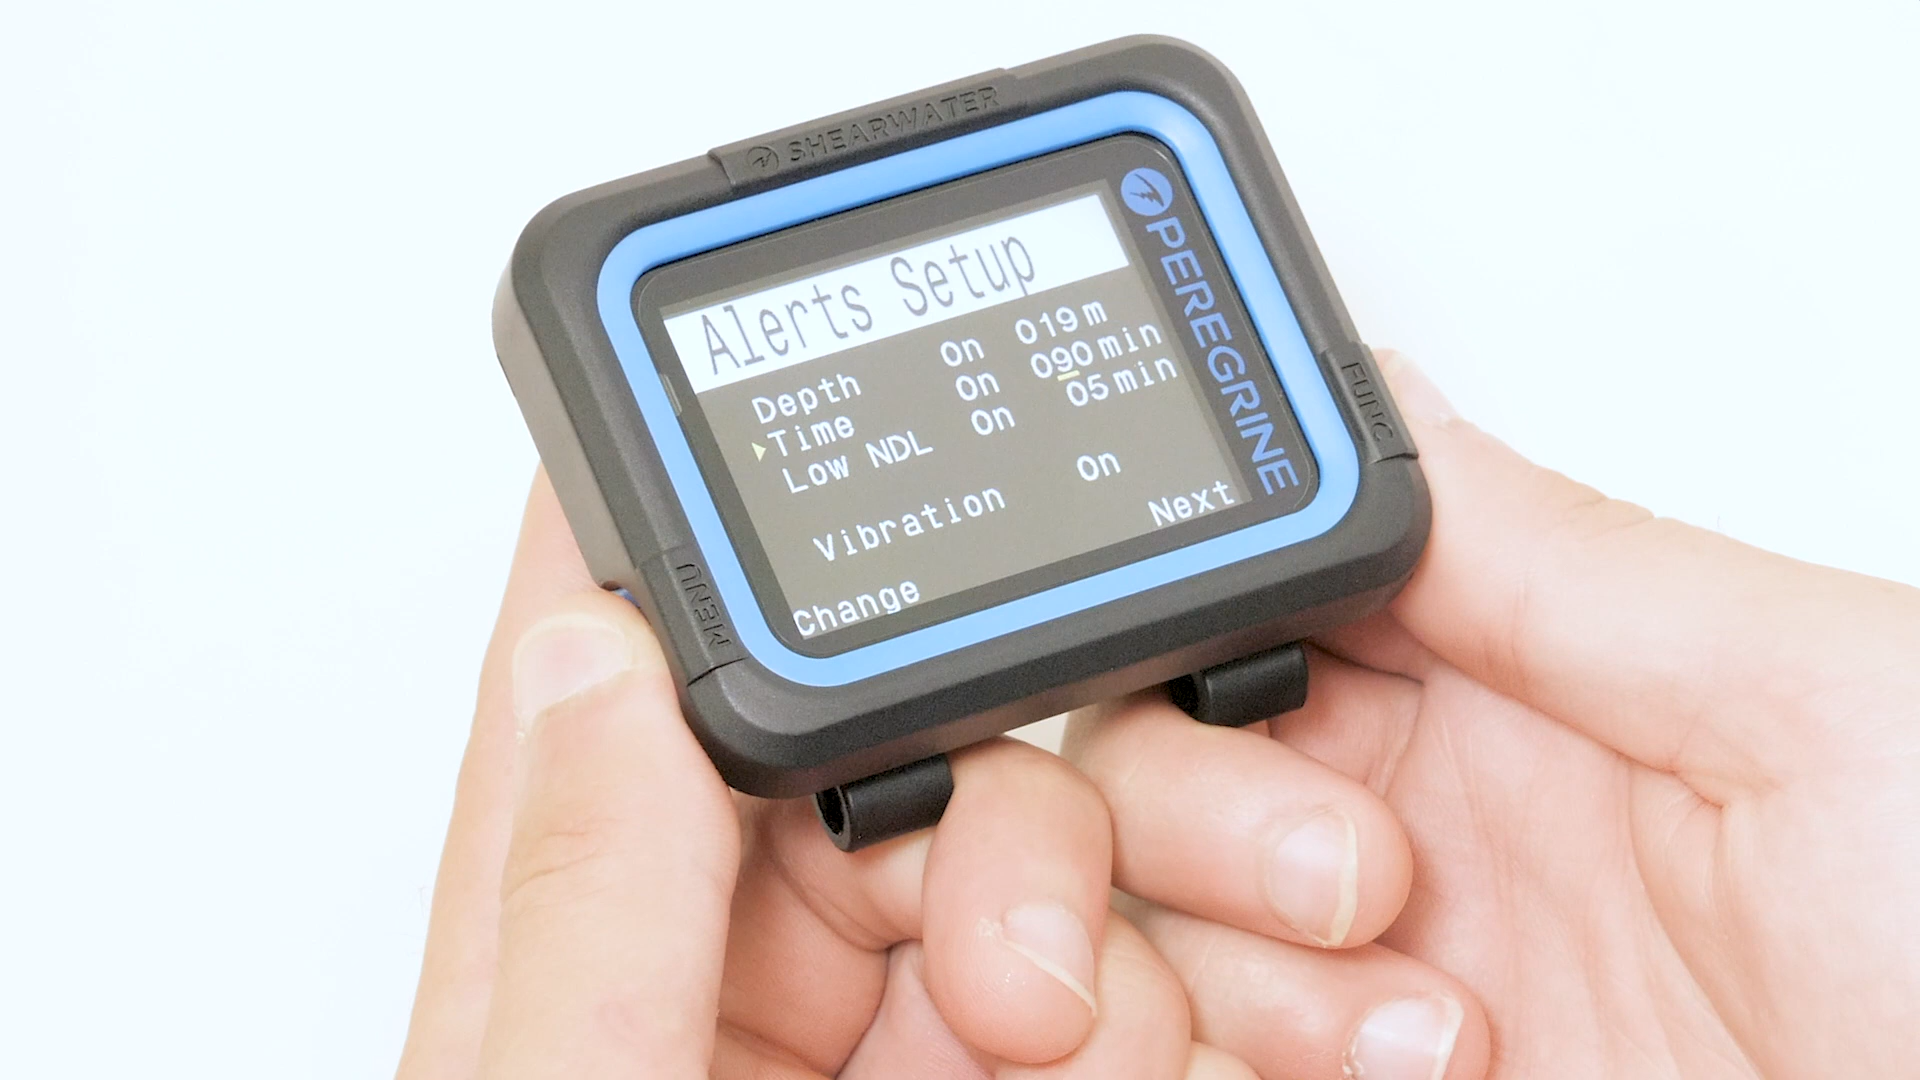 SHEARWATER
PEREGRINE
Alerts Setup
Depth On 019 m
Time On 090 min
Low NDL On 05 min
Vibration On
Change Next
MENU
FUNC